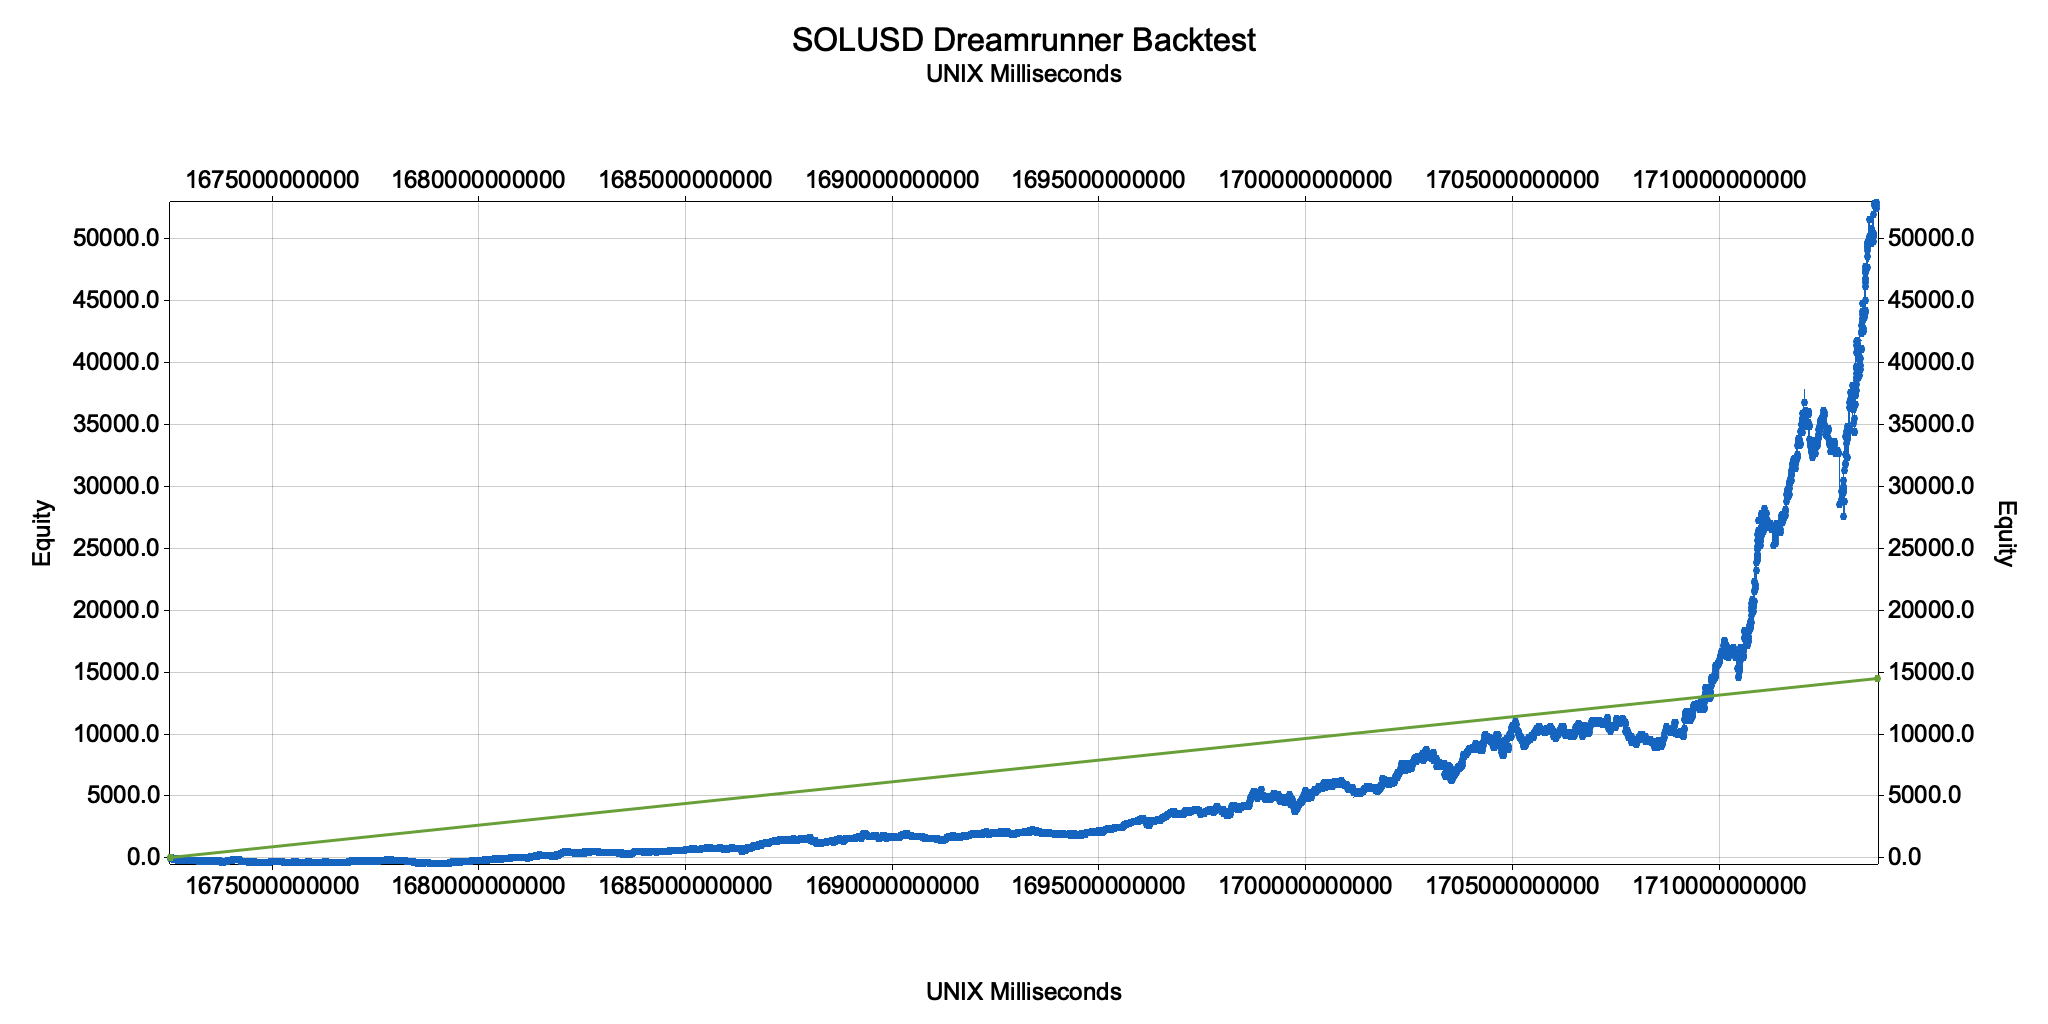 SOLUSD Dreamrunner Backtest
UNIX Milliseconds
1675000000000 1680000000000 1685000000000 1690000000000 1695000000000 1700000000000 1705000000000 1710000000000
50000.0 50000.0
45000.0 45000.0
40000.0 40000.0
35000.0 35000.0
30000.0 30000.0
Equity Equity
25000.0 25000.0
20000.0 20000.0
15000.0 15000.0
10000.0 10000.0
5000.0 5000.0
0.0 0.0
1675000000000 1680000000000 1685000000000 1690000000000 1695000000000 1700000000000 1705000000000 1710000000000
UNIX Milliseconds